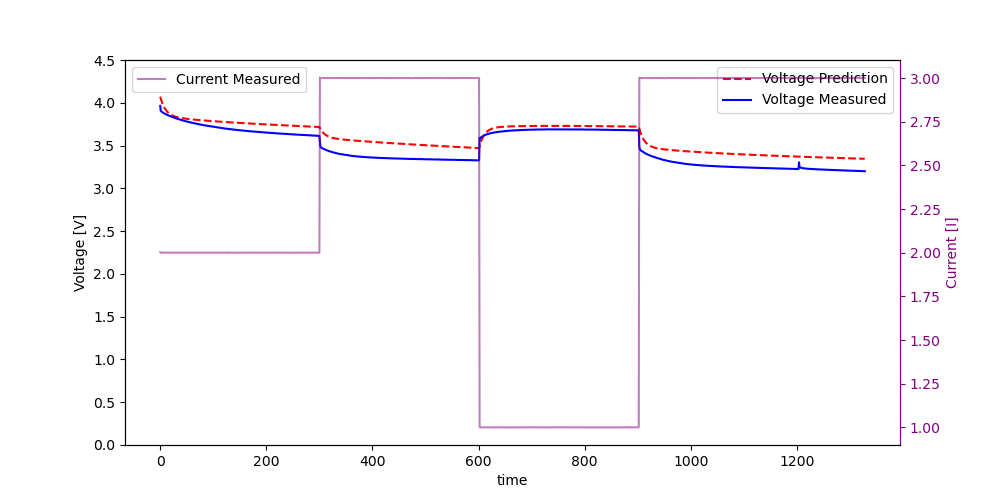 Current Measured
Voltage Prediction
Voltage Measured
4.5
4.0
3.5
3.0
2.5
2.0
1.5
1.0
0.5
0.0
Voltage [V]
3.00
2.75
2.50
2.25
2.00
1.75
1.50
1.25
1.00
Current [I]
0 200 400 600 800 1000 1200
time